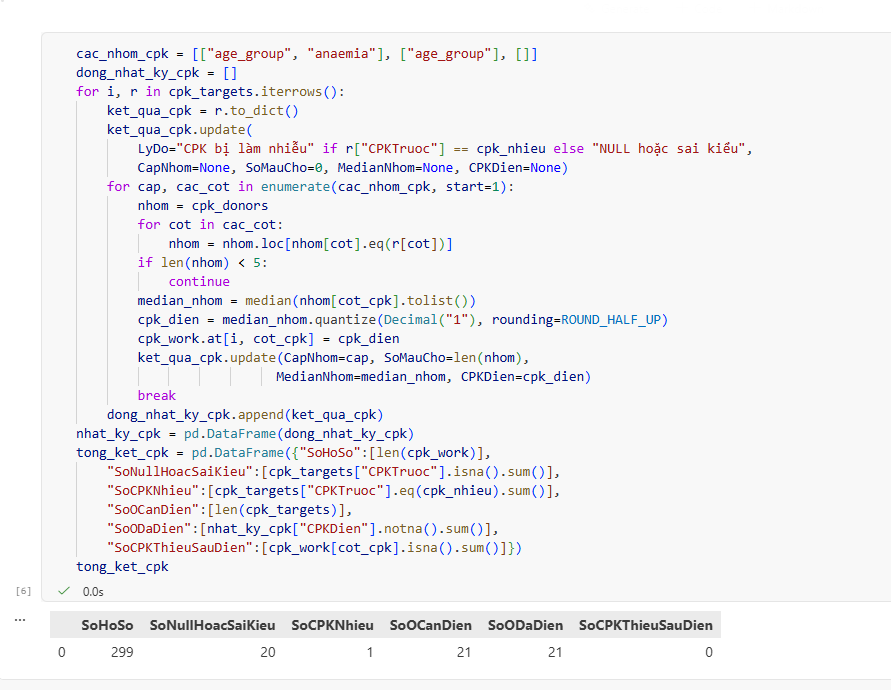 cac_nhom_cpk = [["age_group", "anaemia"], ["age_group"], []]
dong_nhat_ky_cpk = []
for i, r in cpk_targets.iterrows():
    ket_qua_cpk = r.to_dict()
    ket_qua_cpk.update(
        LyDo="CPK bị làm nhiễu" if r["CPKTruoc"] == cpk_nhieu else "NULL hoặc sai kiểu",
        CapNhom=None, SoMauCho=0, MedianNhom=None, CPKDien=None)
    for cap, cac_cot in enumerate(cac_nhom_cpk, start=1):
        nhom = cpk_donors
        for cot in cac_cot:
            nhom = nhom.loc[nhom[cot].eq(r[cot])]
        if len(nhom) < 5:
            continue
        median_nhom = median(nhom[cot_cpk].tolist())
        cpk_dien = median_nhom.quantize(Decimal("1"), rounding=ROUND_HALF_UP)
        cpk_work.at[i, cot_cpk] = cpk_dien
        ket_qua_cpk.update(CapNhom=cap, SoMauCho=len(nhom),
                          MedianNhom=median_nhom, CPKDien=cpk_dien)
        break
    dong_nhat_ky_cpk.append(ket_qua_cpk)
nhat_ky_cpk = pd.DataFrame(dong_nhat_ky_cpk)
tong_ket_cpk = pd.DataFrame({"SoHoSo":[len(cpk_work)],
    "SoNullHoacSaiKieu":[cpk_targets["CPKTruoc"].isna().sum()],
    "SoCPKNhieu":[cpk_targets["CPKTruoc"].eq(cpk_nhieu).sum()],
    "SoOCanDien":[len(cpk_targets)],
    "SoODaDien":[nhat_ky_cpk["CPKDien"].notna().sum()],
    "SoCPKThieuSauDien":[cpk_work[cot_cpk].isna().sum()]})
tong_ket_cpk
[6] ✓ 0.0s
...
SoHoSo SoNullHoacSaiKieu SoCPKNhieu SoOCanDien SoODaDien SoCPKThieuSauDien
0 299 20 1 21 21 0